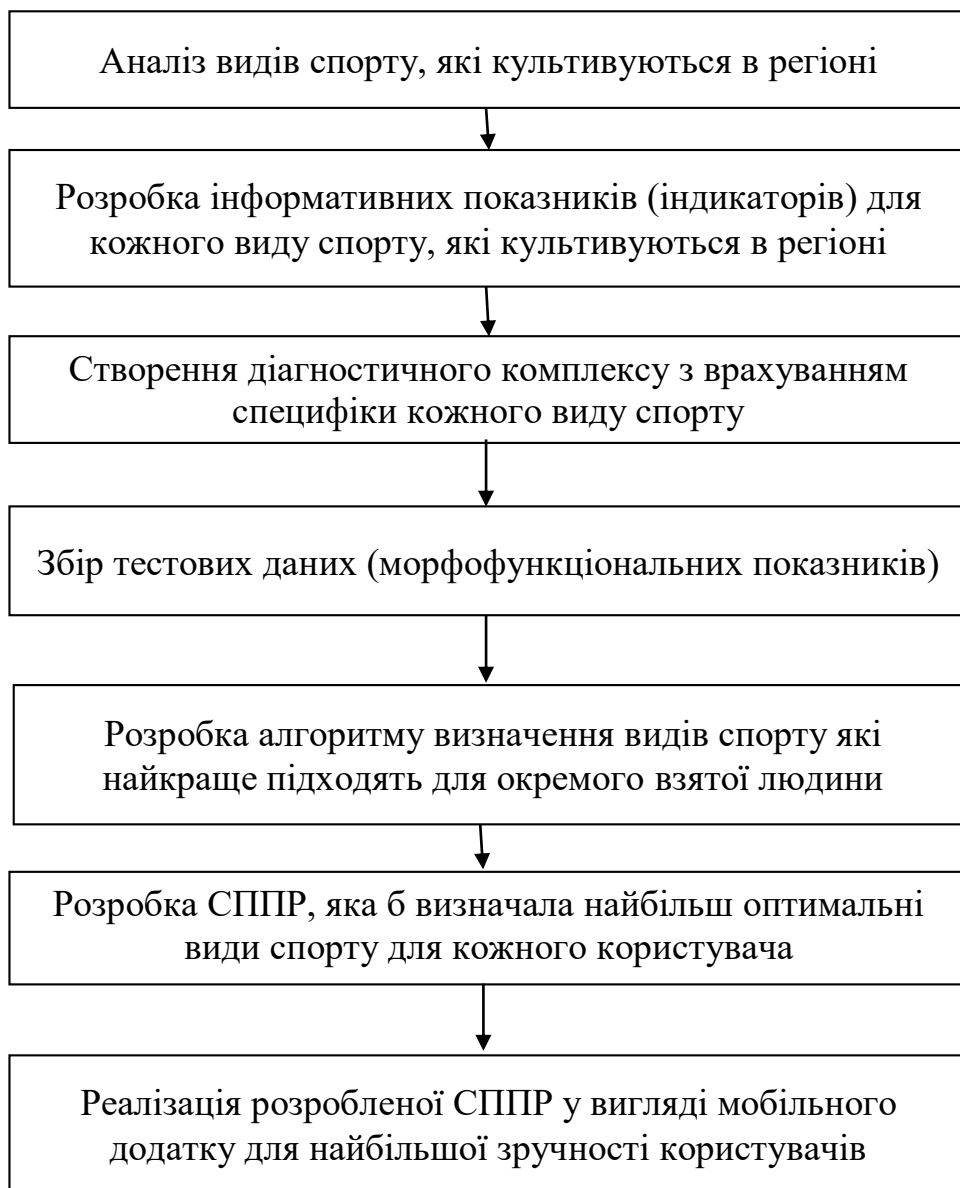 Аналіз видів спорту, які культивуються в регіоні
Розробка інформативних показників (індикаторів) для
кожного виду спорту, які культивуються в регіоні
Створення діагностичного комплексу з врахуванням
специфіки кожного виду спорту
Збір тестових даних (морфофункціональних показників)
Розробка алгоритму визначення видів спорту які
найкраще підходять для окремого взятої людини
Розробка СППР, яка б визначала найбільш оптимальні
види спорту для кожного користувача
Реалізація розробленої СППР у вигляді мобільного
додатку для найбільшої зручності користувачів